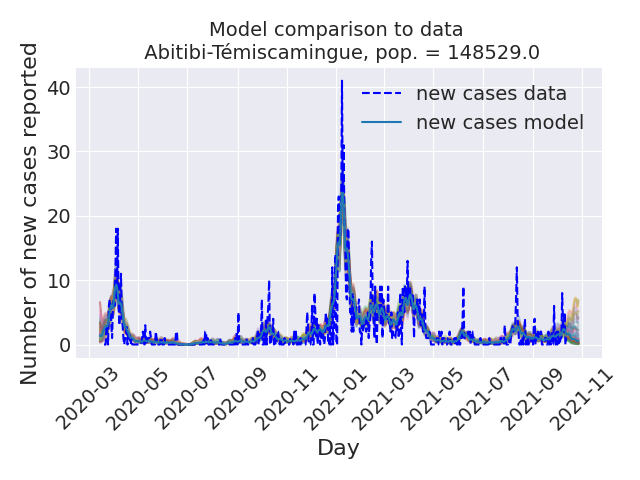 Model comparison to data
Abitibi-Témiscamingue, pop. = 148529.0
Number of new cases reported
40
30
20
10
0
new cases data
new cases model
2020-03
2020-05
2020-07
2020-09
2020-11
2021-01
2021-03
2021-05
2021-07
2021-09
2021-11
Day